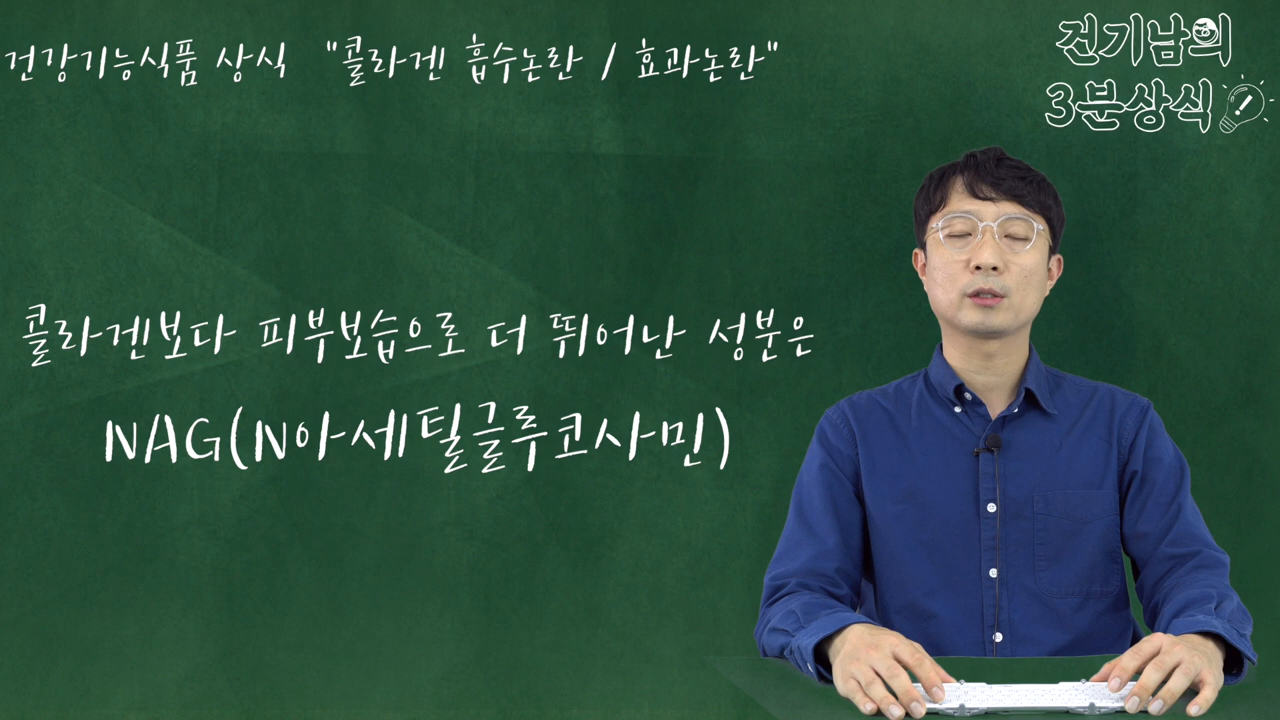 건강기능식품 상식 "콜라겐 흡수논란 / 효과논란"
건기남의
3분상식
콜라겐보다 피부보습으로 더 뛰어난 성분은
NAG(N아세틸글루코사민)